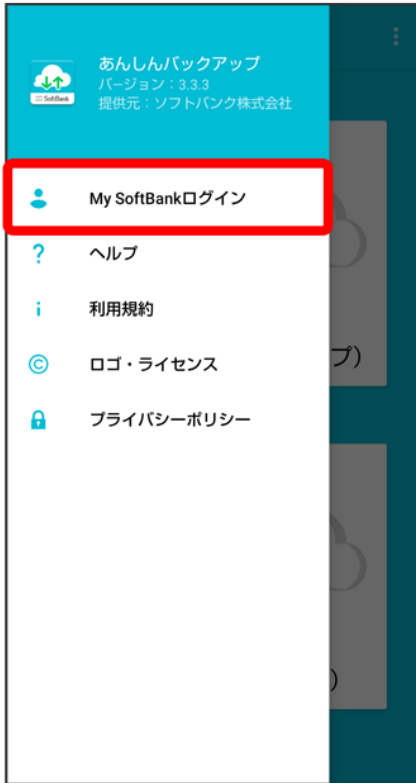 あんしんバックアップ
バージョン：3.3.3
提供元：ソフトバンク株式会社
SoftBank
My SoftBankログイン
ヘルプ
利用規約
プ）
ロゴ・ライセンス
プライバシーポリシー
）